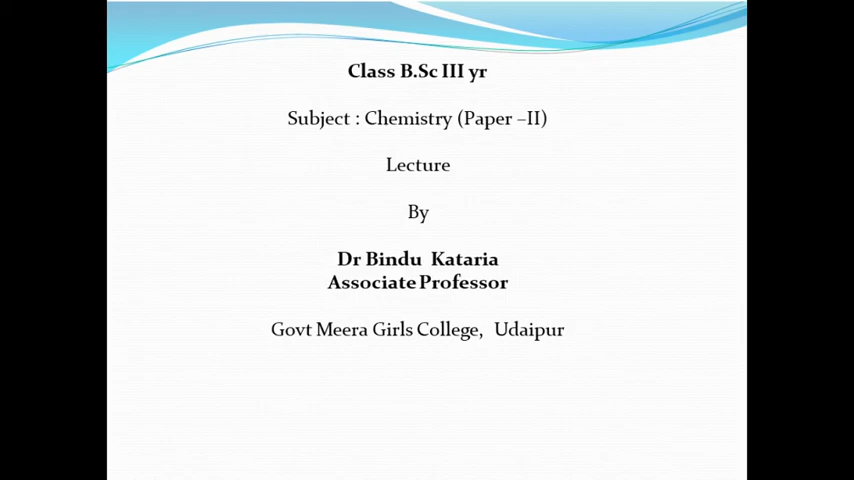 Class B.Sc III yr
Subject : Chemistry (Paper –II)
Lecture
By
Dr Bindu Kataria
Associate Professor
Govt Meera Girls College, Udaipur